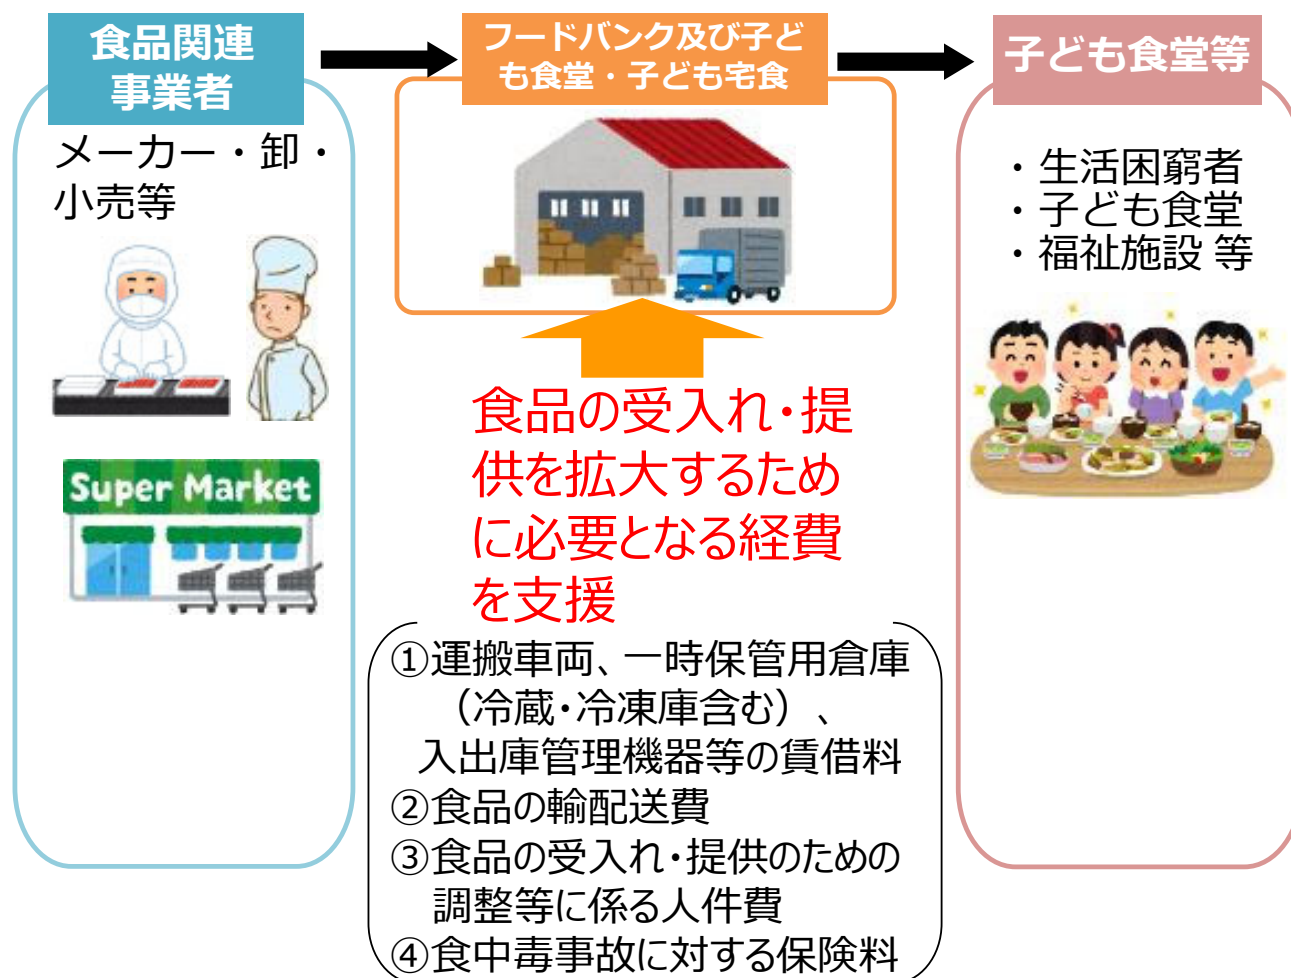 食品関連
事業者
メーカー・卸・
小売等
Super Market
フードバンク及び子ど
も食堂・子ども宅食
食品の受入れ・提
供を拡大するため
に必要となる経費
を支援
①運搬車両、一時保管用倉庫
（冷蔵・冷凍庫含む）、
入出庫管理機器等の賃借料
②食品の輸配送費
③食品の受入れ・提供のための
調整等に係る人件費
④食中毒事故に対する保険料
子ども食堂等
・生活困窮者
・子ども食堂
・福祉施設 等